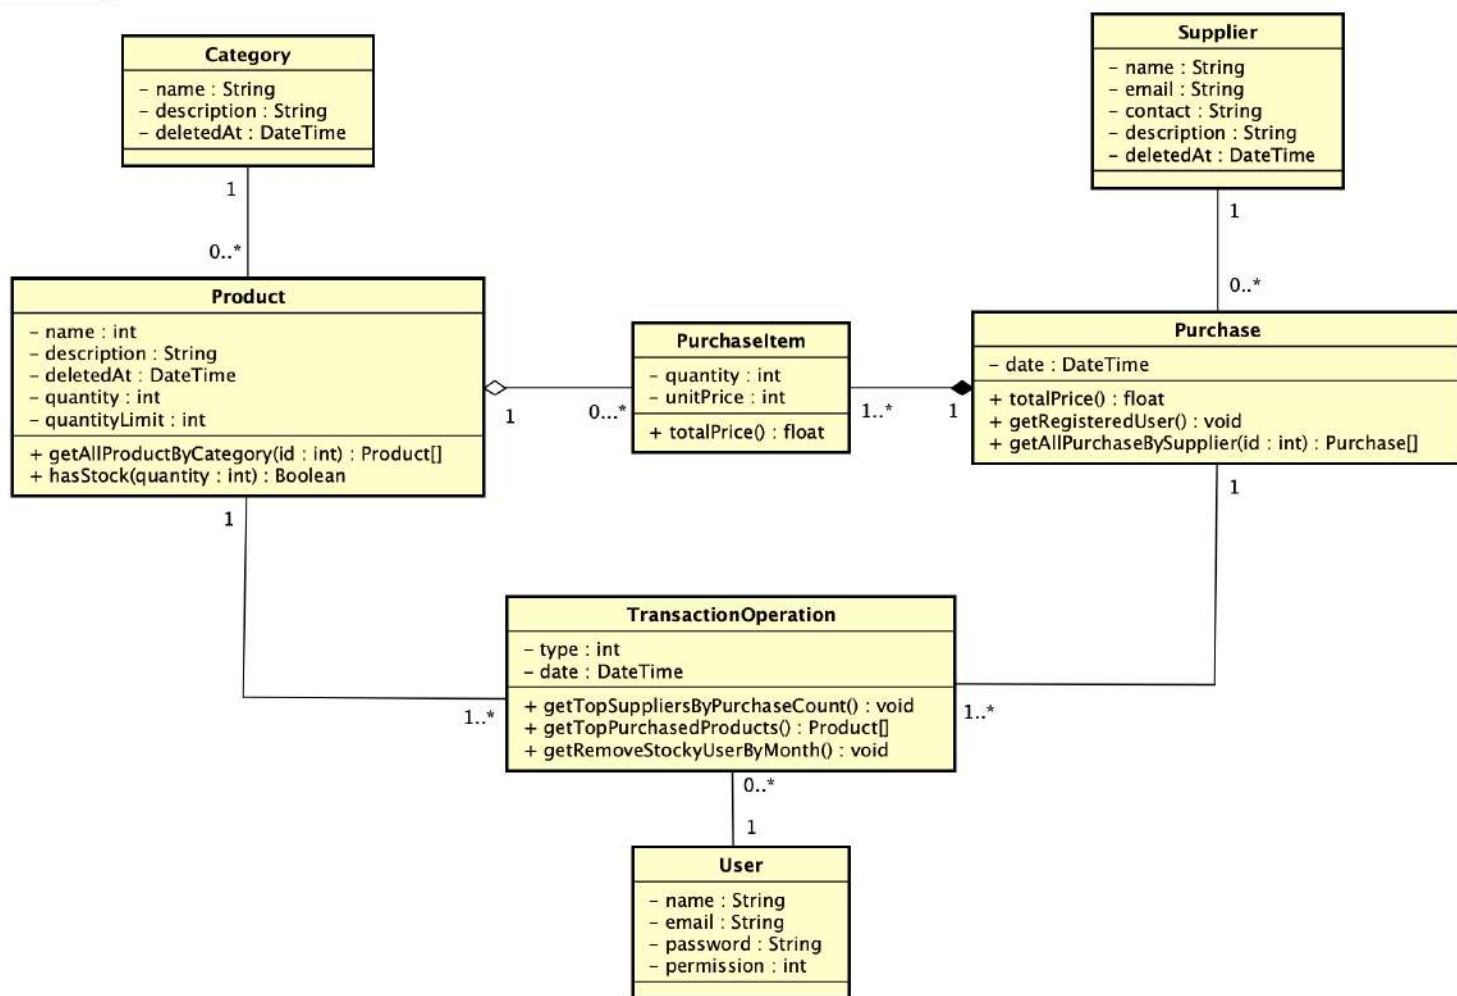 Category
- name : String
- description : String
- deletedAt : DateTime
Supplier
- name : String
- email : String
- contact : String
- description : String
- deletedAt : DateTime
1
0..*
1
0..*
Product
- name : int
- description : String
- deletedAt : DateTime
- quantity : int
- quantityLimit : int
+ getAllProductByCategory(id : int) : Product[]
+ hasStock(quantity : int) : Boolean
1
0...*
PurchaseItem
- quantity : int
- unitPrice : int
+ totalPrice() : float
1..*
1
Purchase
- date : DateTime
+ totalPrice() : float
+ getRegisteredUser() : void
+ getAllPurchaseBySupplier(id : int) : Purchase[]
1
1
1..*
TransactionOperation
- type : int
- date : DateTime
+ getTopSuppliersByPurchaseCount() : void
+ getTopPurchasedProducts() : Product[]
+ getRemoveStockyUserByMonth() : void
1..*
0..*
1
User
- name : String
- email : String
- password : String
- permission : int